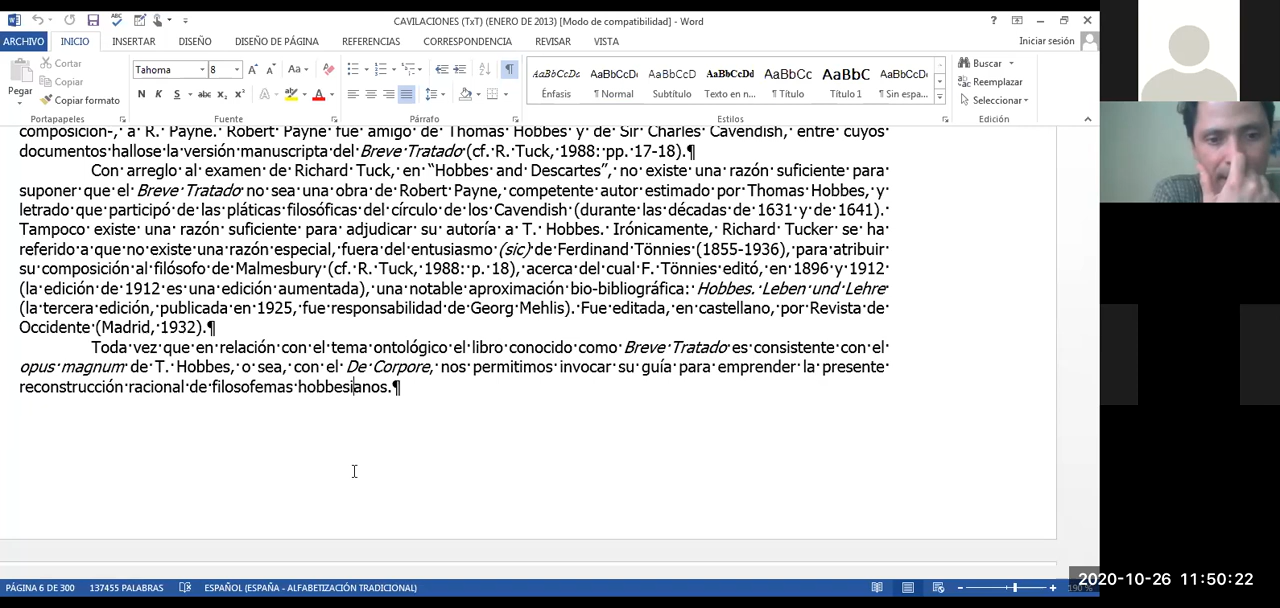 CAVILACIONES (TxT) (ENERO DE 2013) [Modo de compatibilidad] - Word
ARCHIVO INICIO INSERTAR DISEÑO DISEÑO DE PÁGINA REFERENCIAS CORRESPONDENCIA REVISAR VISTA Iniciar sesión
Pegar
Cortar
Copiar
Copiar formato
Portapapeles
Tahoma 8
Fuente
Párrafo
AaBbCcDc AaBbCcDc AaBbCcDc AaBbCcDd AaBbCc AaBbC AaBbCcDc
Énfasis ¶ Normal Subtítulo Texto en n... ¶ Título Título 1 ¶ Sin espa...
Estilos
Buscar
Reemplazar
Seleccionar
Edición
composición-, a R. Payne. Robert Payne fue amigo de Thomas Hobbes y de Sir Charles Cavendish, entre cuyos
documentos hallose la versión manuscripta del Breve Tratado (cf. R. Tuck, 1988: pp. 17-18).¶
Con arreglo al examen de Richard Tuck, en “Hobbes and Descartes”, no existe una razón suficiente para
suponer que el Breve Tratado no sea una obra de Robert Payne, competente autor estimado por Thomas Hobbes, y
letrado que participó de las pláticas filosóficas del círculo de los Cavendish (durante las décadas de 1631 y de 1641).
Tampoco existe una razón suficiente para adjudicar su autoría a T. Hobbes. Irónicamente, Richard Tucker se ha
referido a que no existe una razón especial, fuera del entusiasmo (sic) de Ferdinand Tönnies (1855-1936), para atribuir
su composición al filósofo de Malmesbury (cf. R. Tuck, 1988: p. 18), acerca del cual F. Tönnies editó, en 1896 y 1912
(la edición de 1912 es una edición aumentada), una notable aproximación bio-bibliográfica: Hobbes. Leben und Lehre
(la tercera edición, publicada en 1925, fue responsabilidad de Georg Mehlis). Fue editada, en castellano, por Revista de
Occidente (Madrid, 1932).¶
Toda vez que en relación con el tema ontológico el libro conocido como Breve Tratado es consistente con el
opus magnum de T. Hobbes, o sea, con el De Corpore, nos permitimos invocar su guía para emprender la presente
reconstrucción racional de filosofemas hobbesianos.¶
PÁGINA 6 DE 300 137455 PALABRAS ESPAÑOL (ESPAÑA - ALFABETIZACIÓN TRADICIONAL) 190 %
2020-10-26 11:50:22